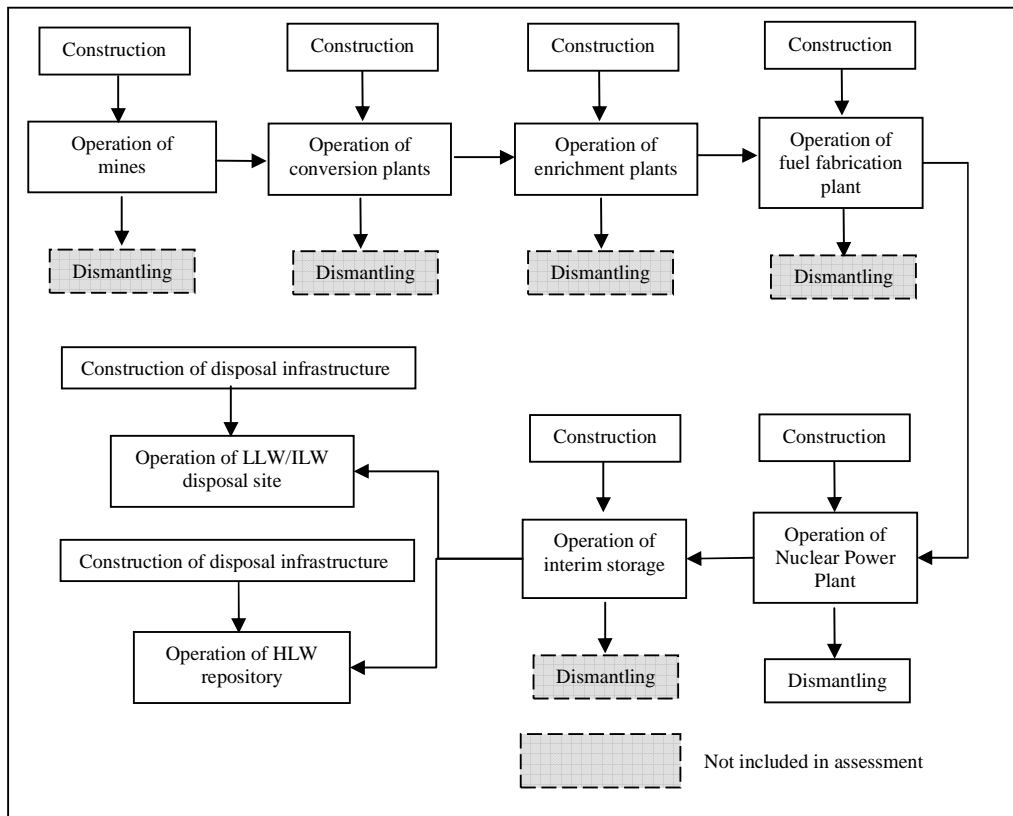 Construction
Construction
Construction
Construction
Operation of
mines
Operation of
conversion plants
Operation of
enrichment plants
Operation of
fuel fabrication
plant
Dismantling
Dismantling
Dismantling
Dismantling
Construction of disposal infrastructure
Construction
Construction
Operation of LLW/ILW
disposal site
Operation of
interim storage
Operation of
Nuclear Power
Plant
Construction of disposal infrastructure
Operation of HLW
repository
Dismantling
Dismantling
Not included in assessment